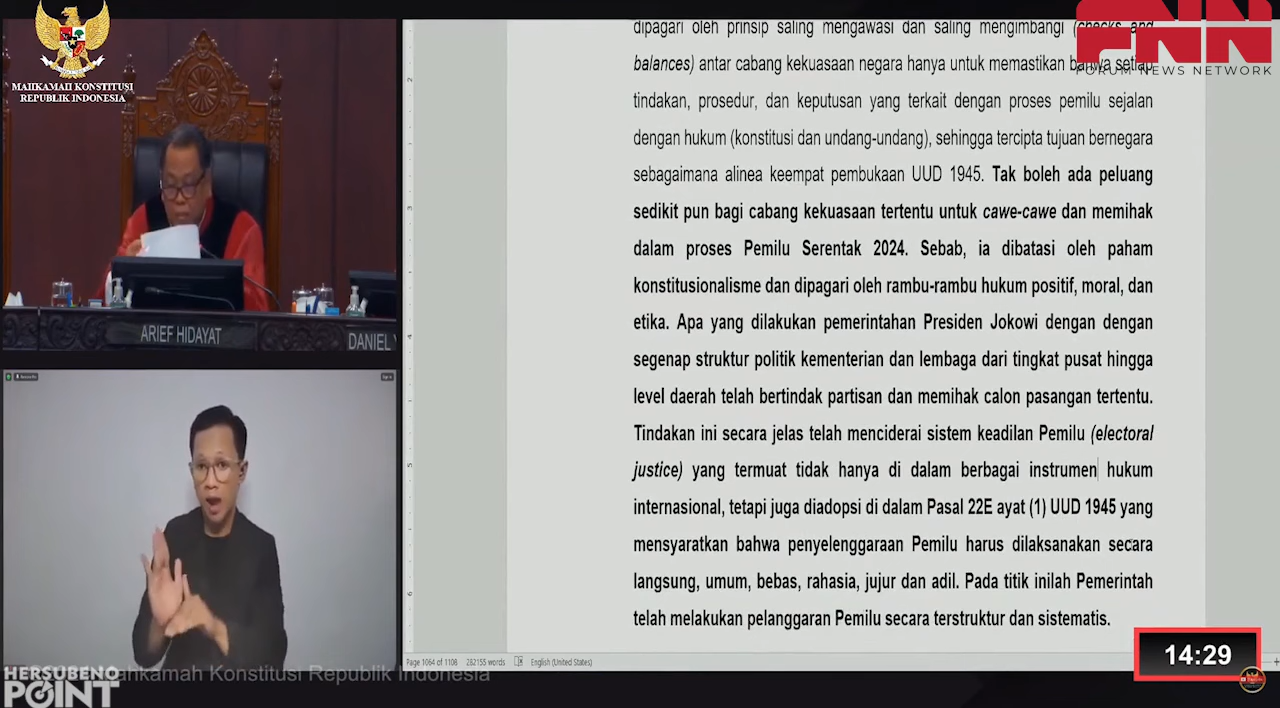 MAHKAMAH KONSTITUSI
REPUBLIK INDONESIA
FNN
FORUM NEWS NETWORK
ARIEF HIDAYAT
DANIEL
dipagari oleh prinsip saling mengawasi dan saling mengimbangi (checks and
balances) antar cabang kekuasaan negara hanya untuk memastikan bahwa setiap
tindakan, prosedur, dan keputusan yang terkait dengan proses pemilu sejalan
dengan hukum (konstitusi dan undang-undang), sehingga tercipta tujuan bernegara
sebagaimana alinea keempat pembukaan UUD 1945. Tak boleh ada peluang
sedikit pun bagi cabang kekuasaan tertentu untuk cawe-cawe dan memihak
dalam proses Pemilu Serentak 2024. Sebab, ia dibatasi oleh paham
konstitusionalisme dan dipagari oleh rambu-rambu hukum positif, moral, dan
etika. Apa yang dilakukan pemerintahan Presiden Jokowi dengan dengan
segenap struktur politik kementerian dan lembaga dari tingkat pusat hingga
level daerah telah bertindak partisan dan memihak calon pasangan tertentu.
Tindakan ini secara jelas telah menciderai sistem keadilan Pemilu (electoral
justice) yang termuat tidak hanya di dalam berbagai instrumen hukum
internasional, tetapi juga diadopsi di dalam Pasal 22E ayat (1) UUD 1945 yang
mensyaratkan bahwa penyelenggaraan Pemilu harus dilaksanakan secara
langsung, umum, bebas, rahasia, jujur dan adil. Pada titik inilah Pemerintah
telah melakukan pelanggaran Pemilu secara terstruktur dan sistematis.
Page 1064 of 1108 282155 words English (United States)
14:29
HERSUBENO
POINT
Mahkamah Konstitusi Republik Indonesia